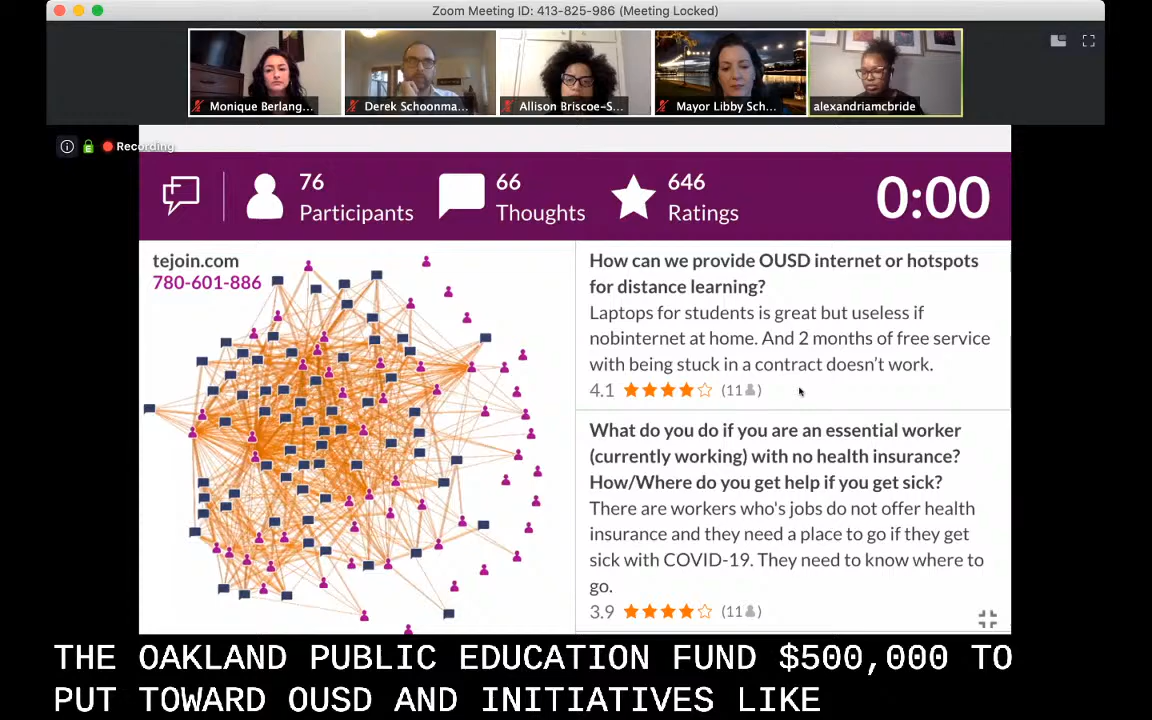 Zoom Meeting ID: 413-825-986 (Meeting Locked)
Monique Berlang...
Derek Schoonma...
Allison Briscoe-S...
Mayor Libby Sch...
alexandriamcbride
Recording
76
Participants
66
Thoughts
646
Ratings
0:00
tejoin.com
780-601-886
How can we provide OUSD internet or hotspots
for distance learning?
Laptops for students is great but useless if
nobinternet at home. And 2 months of free service
with being stuck in a contract doesn't work.
4.1 (11)
What do you do if you are an essential worker
(currently working) with no health insurance?
How/Where do you get help if you get sick?
There are workers who's jobs do not offer health
insurance and they need a place to go if they get
sick with COVID-19. They need to know where to
go.
3.9 (11)
THE OAKLAND PUBLIC EDUCATION FUND $500,000 TO
PUT TOWARD OUSD AND INITIATIVES LIKE